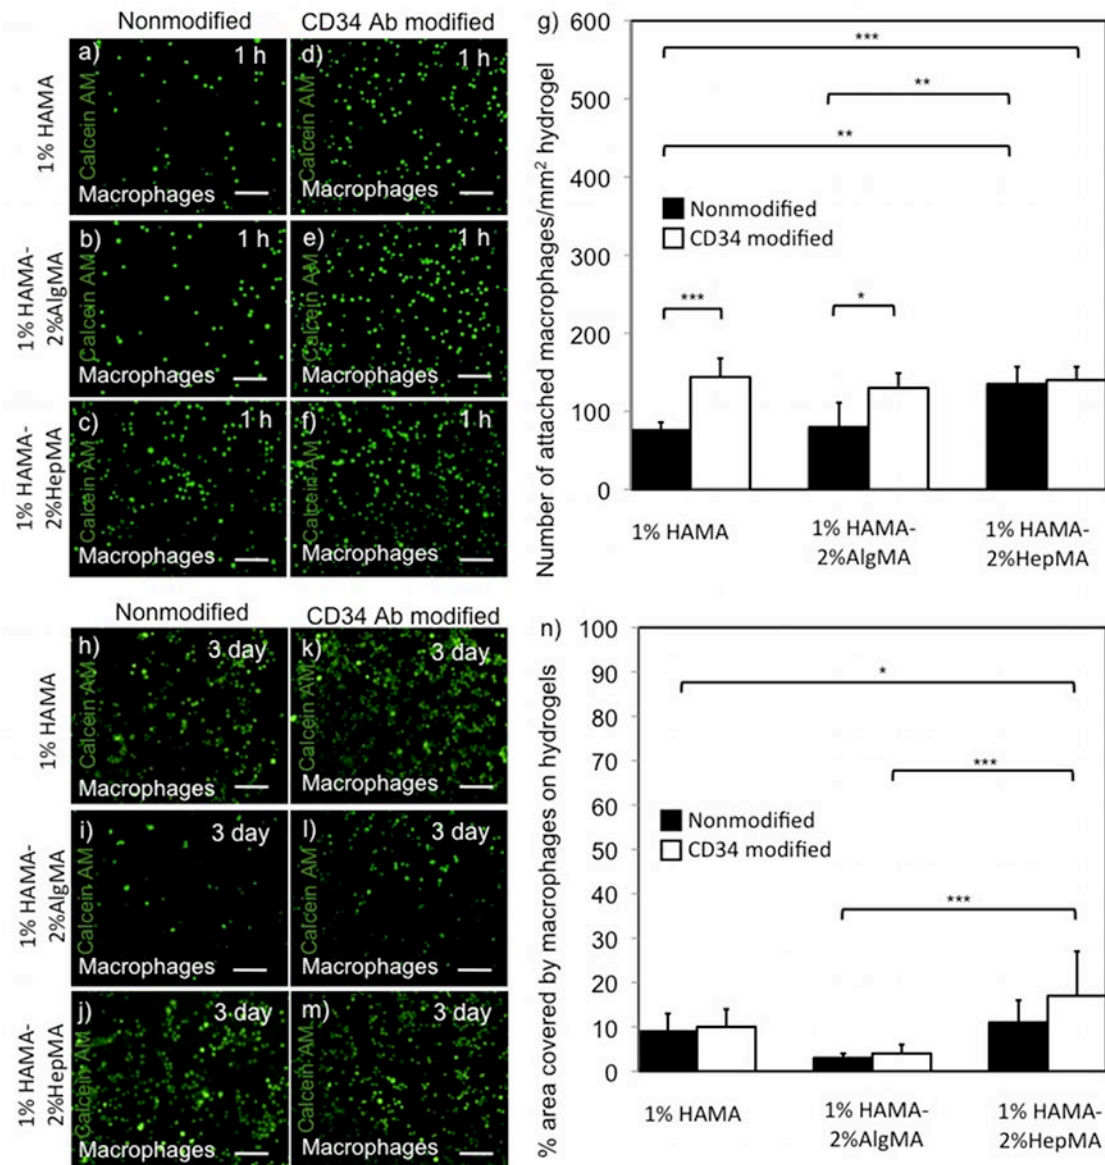 Nonmodified
CD34 Ab modified
1% HAMA
a)
1 h
Calcein AM
Macrophages
d)
1 h
Calcein AM
Macrophages
1% HAMA-
2%AlgMA
b)
1 h
Calcein AM
Macrophages
e)
1 h
Calcein AM
Macrophages
1% HAMA-
2%HepMA
c)
1 h
Calcein AM
Macrophages
f)
1 h
Calcein AM
Macrophages
g)
Number of attached macrophages/mm² hydrogel
600
500
400
300
200
100
0
***
**
**
Nonmodified
CD34 modified
***
*
1% HAMA
1% HAMA-
2%AlgMA
1% HAMA-
2%HepMA
Nonmodified
CD34 Ab modified
1% HAMA
h)
3 day
Calcein AM
Macrophages
k)
3 day
Calcein AM
Macrophages
1% HAMA-
2%AlgMA
i)
3 day
Calcein AM
Macrophages
l)
3 day
Calcein AM
Macrophages
1% HAMA-
2%HepMA
j)
3 day
Calcein AM
Macrophages
m)
3 day
Calcein AM
Macrophages
n)
% area covered by macrophages on hydrogels
100
90
80
70
60
50
40
30
20
10
0
*
***
Nonmodified
CD34 modified
***
1% HAMA
1% HAMA-
2%AlgMA
1% HAMA-
2%HepMA